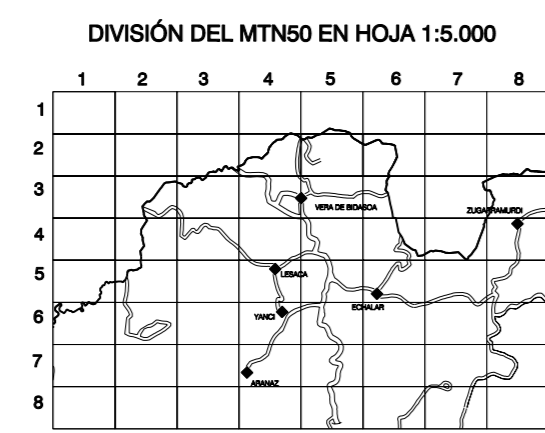 DIVISIÓN DEL MTN50 EN HOJA 1:5.000
1 2 3 4 5 6 7 8
1
2
3
VERA DE BIDASOA
ZUGARRAMURDI
4
5
LESACA
ECHALAR
6
YANCI
7
ARANAZ
8